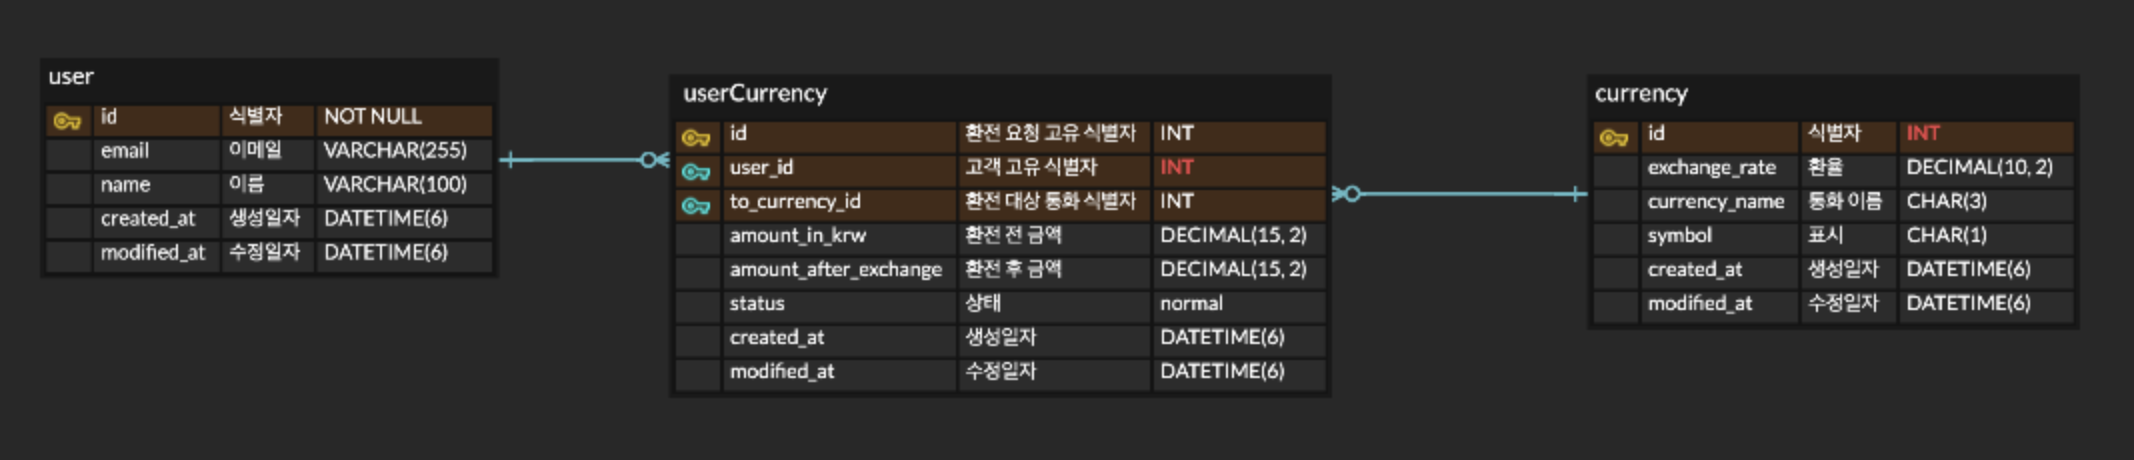 user
id 식별자 NOT NULL
email 이메일 VARCHAR(255)
name 이름 VARCHAR(100)
created_at 생성일자 DATETIME(6)
modified_at 수정일자 DATETIME(6)
userCurrency
id 환전 요청 고유 식별자 INT
user_id 고객 고유 식별자 INT
to_currency_id 환전 대상 통화 식별자 INT
amount_in_krw 환전 전 금액 DECIMAL(15, 2)
amount_after_exchange 환전 후 금액 DECIMAL(15, 2)
status 상태 normal
created_at 생성일자 DATETIME(6)
modified_at 수정일자 DATETIME(6)
currency
id 식별자 INT
exchange_rate 환율 DECIMAL(10, 2)
currency_name 통화 이름 CHAR(3)
symbol 표시 CHAR(1)
created_at 생성일자 DATETIME(6)
modified_at 수정일자 DATETIME(6)